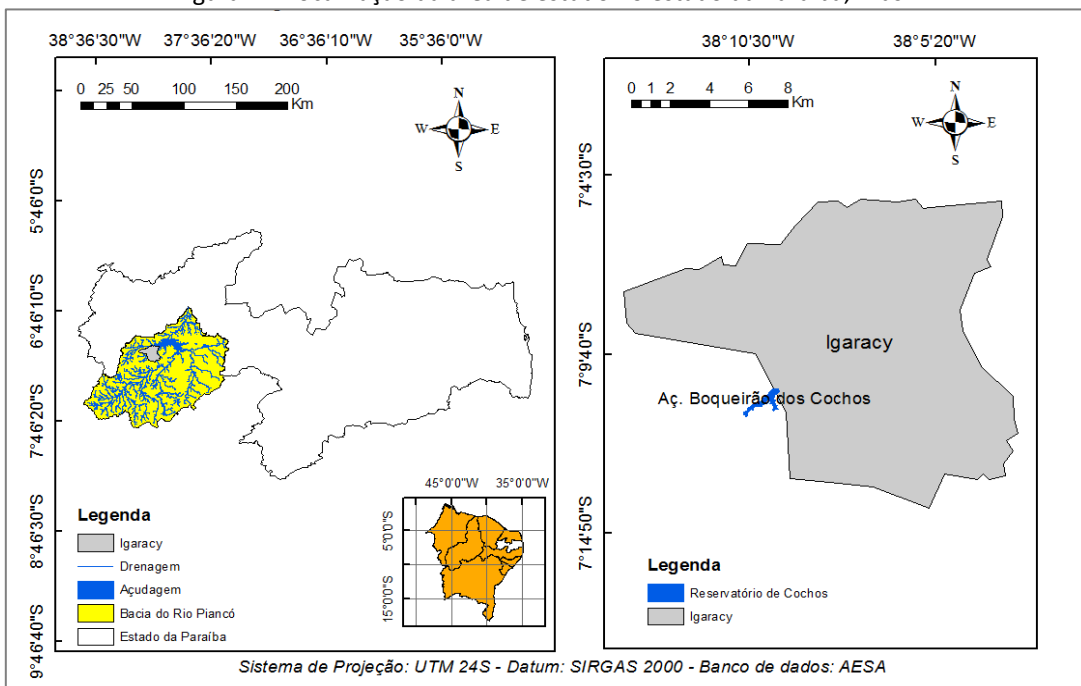 38°36'30"W 37°36'20"W 36°36'10"W 35°36'0"W
0 25 50 100 150 200
Km
N
W E
S
5°46'0"S
6°46'10"S
7°46'20"S
8°46'30"S
9°46'40"S
Legenda
Igaracy
Drenagem
Açudagem
Bacia do Rio Piancó
Estado da Paraíba
45°0'0"W 35°0'0"W
5°0'0"S
15°0'0"S
38°10'30"W 38°5'20"W
0 1 2 4 6 8
Km
N
W E
S
7°4'30"S
7°9'40"S
7°14'50"S
Igaracy
Aç. Boqueirão dos Cochos
Legenda
Reservatório de Cochos
Igaracy
Sistema de Projeção: UTM 24S - Datum: SIRGAS 2000 - Banco de dados: AESA